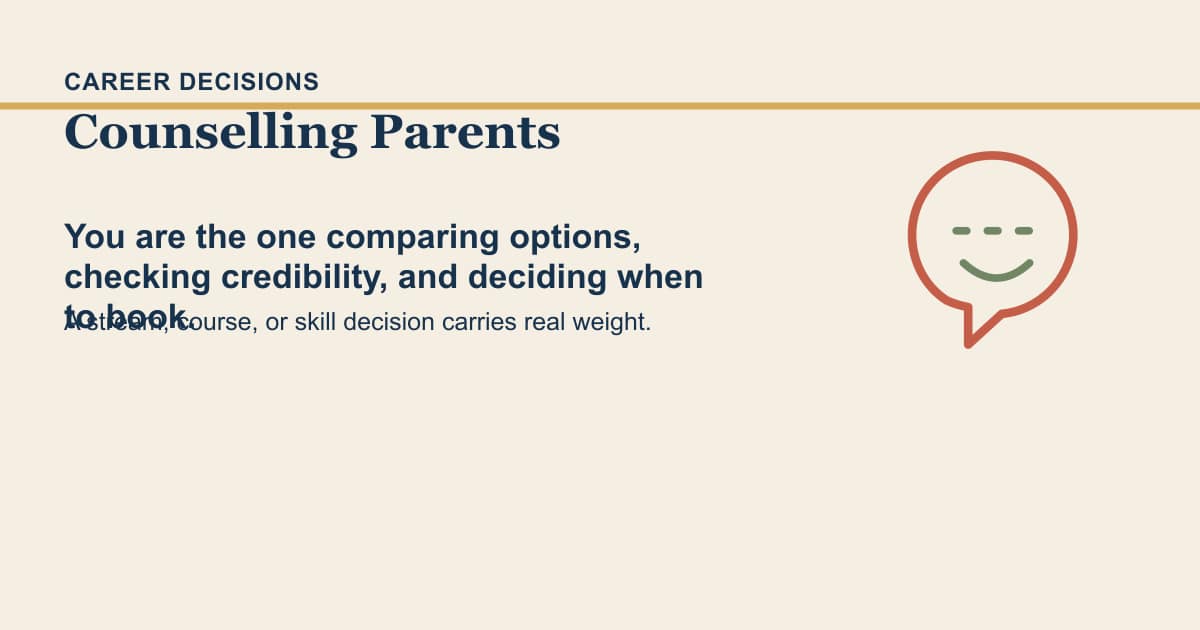 CAREER DECISIONS
Counselling Parents
You are the one comparing options,
checking credibility, and deciding when
to book.
A stream, course, or skill decision carries real weight.